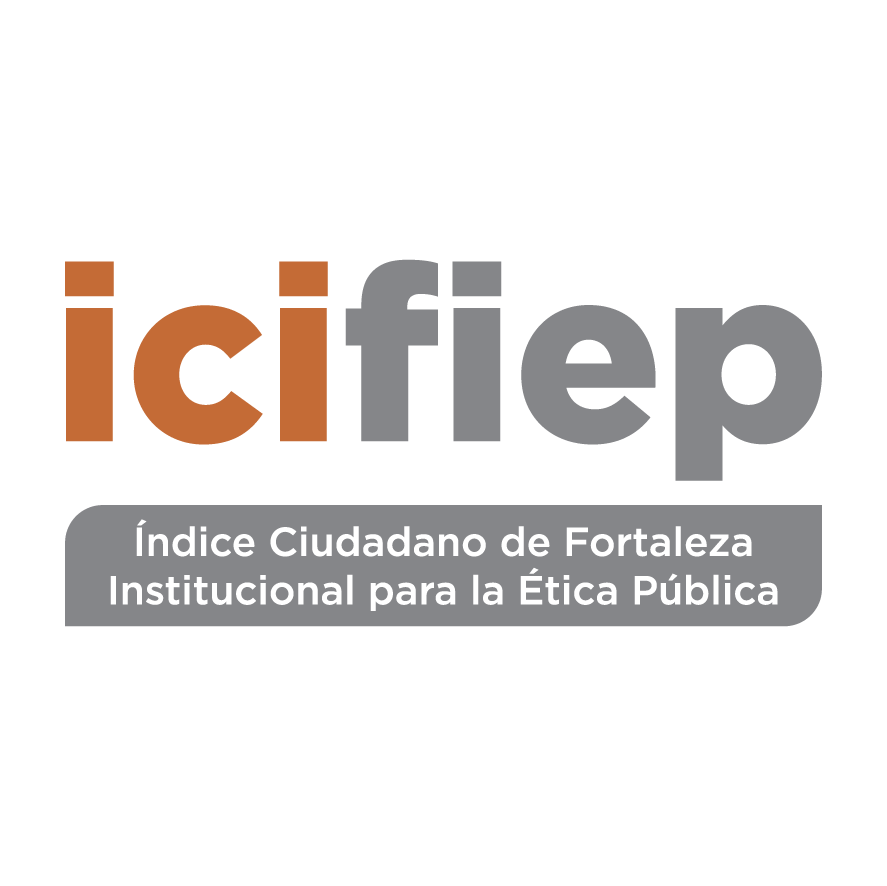 icifiep
Índice Ciudadano de Fortaleza
Institucional para la Ética Pública